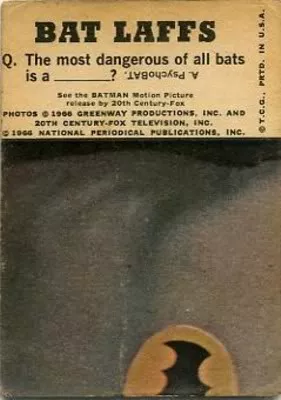 BAT LAFFS
Q. The most dangerous of all bats
is a ________?
A. PsychoBAT.
See the BATMAN Motion Picture
release by 20th Century-Fox
PHOTOS © 1966 GREENWAY PRODUCTIONS, INC. AND
20TH CENTURY-FOX TELEVISION, INC.
© 1966 NATIONAL PERIODICAL PUBLICATIONS, INC.
© T.C.G. PRTD. IN U.S.A.